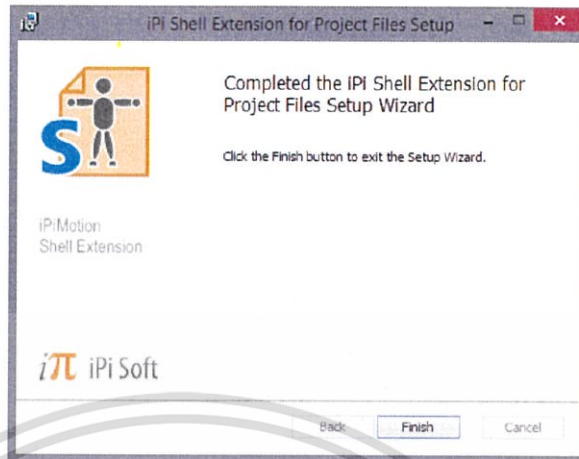 iPi Shell Extension for Project Files Setup
Completed the iPi Shell Extension for
Project Files Setup Wizard
Click the Finish button to exit the Setup Wizard.
S
iPiMotion
Shell Extension
iπ iPi Soft
Back Finish Cancel